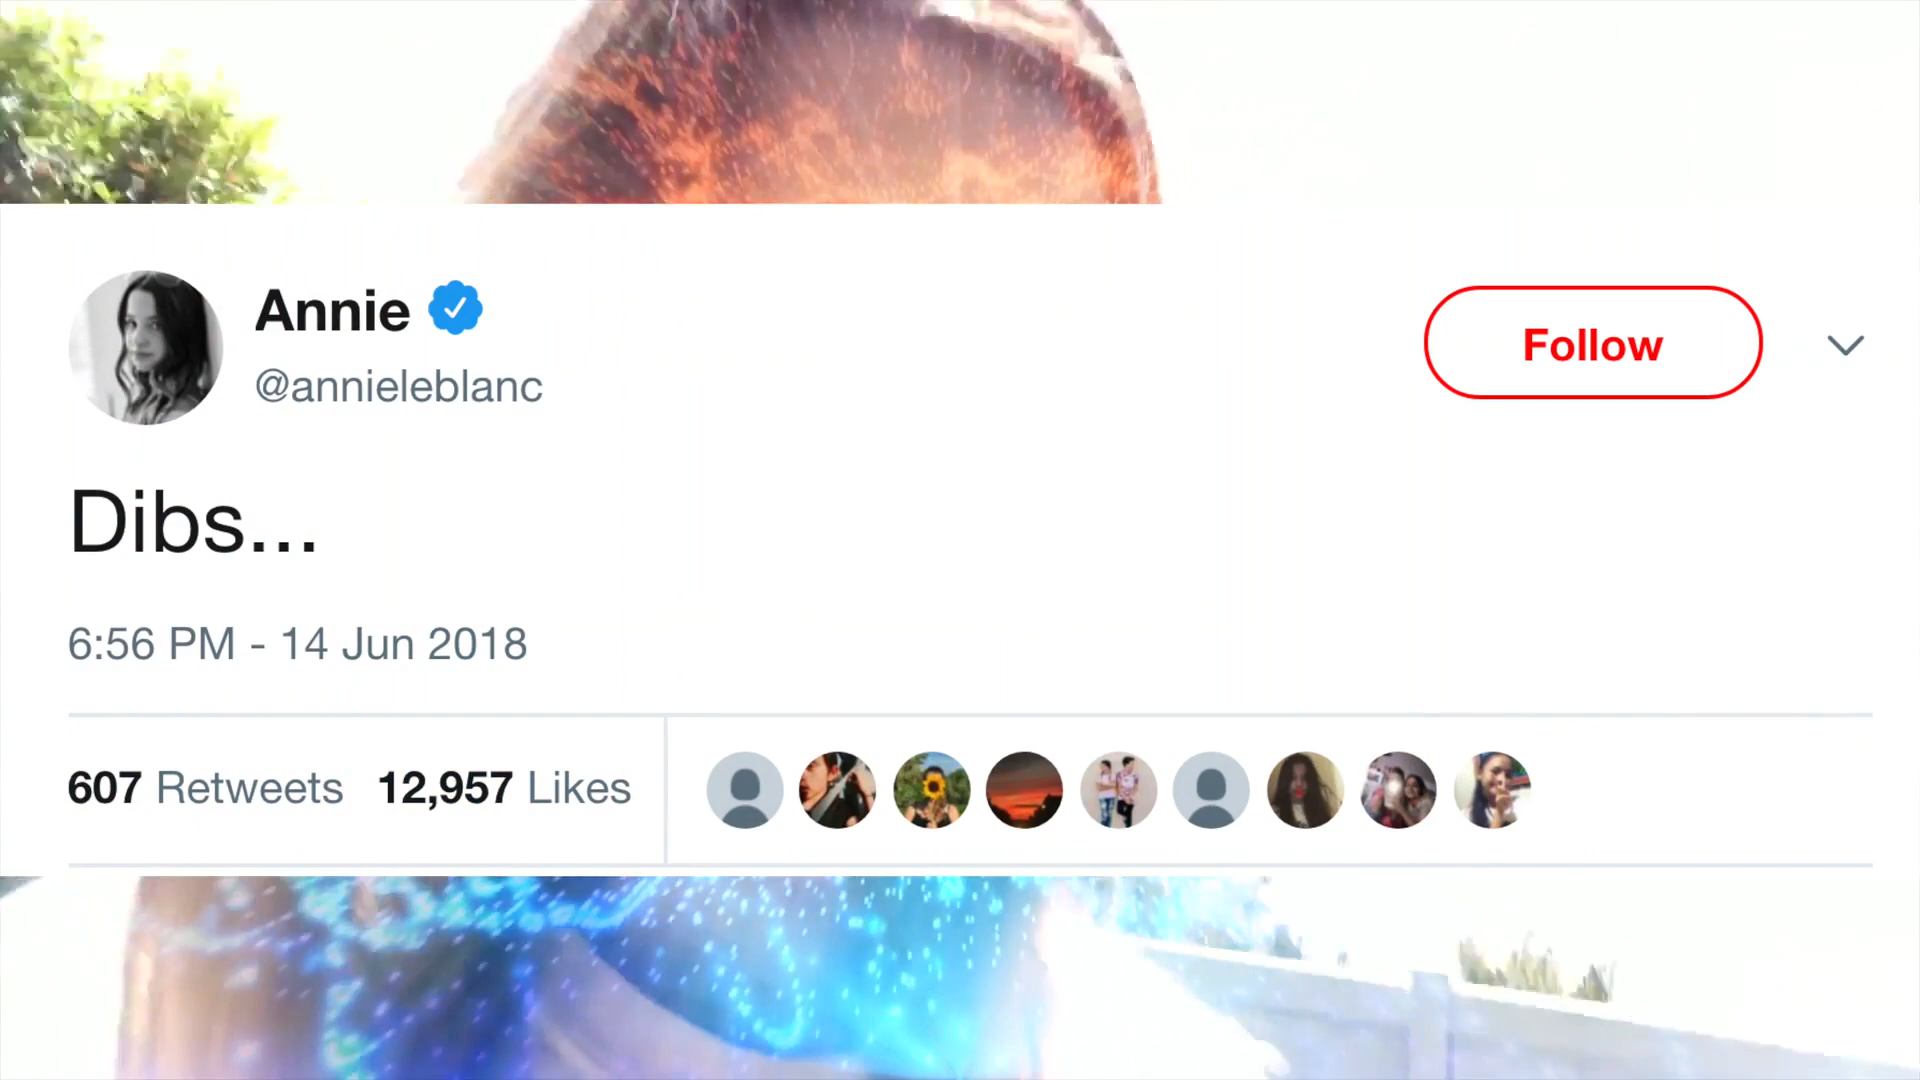 Annie
@annieleblanc
Follow
Dibs...
6:56 PM - 14 Jun 2018
607 Retweets 12,957 Likes